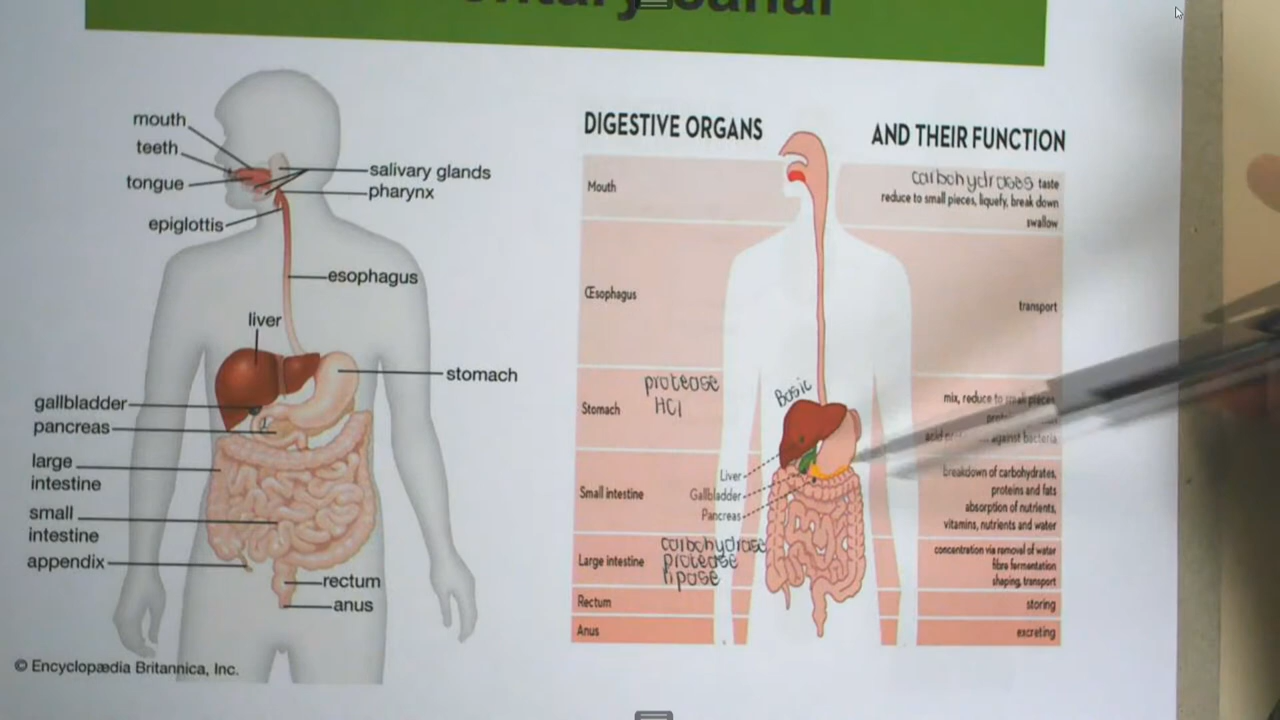 mouth
teeth
tongue
salivary glands
pharynx
epiglottis
esophagus
liver
stomach
gallbladder
pancreas
large
intestine
small
intestine
appendix
rectum
anus
© Encyclopædia Britannica, Inc.
DIGESTIVE ORGANS
AND THEIR FUNCTION
Mouth
carbohydrases taste
reduce to small pieces, liquefy, break down
swallow
Œsophagus
transport
Basic
protease
HCl
Stomach
mix, reduce to small pieces
acid against bacteria
Liver
Gallbladder
Pancreas
Small intestine
breakdown of carbohydrates,
proteins and fats
absorption of nutrients,
vitamins, nutrients and water
carbohydrase
protease
lipase
Large intestine
concentration via removal of water
fibre fermentation
shaping, transport
Rectum
storing
Anus
excreting